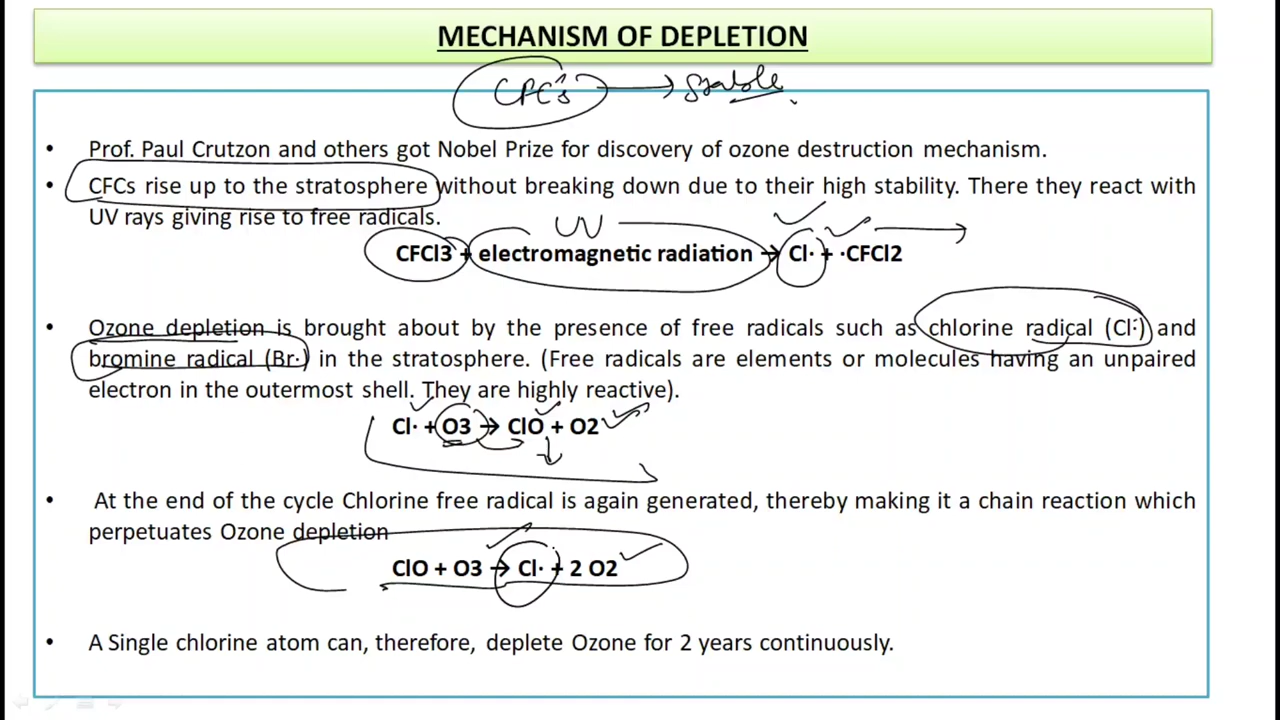 MECHANISM OF DEPLETION
CFC's → stable
• Prof. Paul Crutzon and others got Nobel Prize for discovery of ozone destruction mechanism.
• CFCs rise up to the stratosphere without breaking down due to their high stability. There they react with
UV rays giving rise to free radicals.
UV
CFCl3 + electromagnetic radiation → Cl· + ·CFCl2
• Ozone depletion is brought about by the presence of free radicals such as chlorine radical (Cl·) and
bromine radical (Br·) in the stratosphere. (Free radicals are elements or molecules having an unpaired
electron in the outermost shell. They are highly reactive).
Cl· + O3 → ClO + O2
• At the end of the cycle Chlorine free radical is again generated, thereby making it a chain reaction which
perpetuates Ozone depletion
ClO + O3 → Cl· + 2 O2
• A Single chlorine atom can, therefore, deplete Ozone for 2 years continuously.